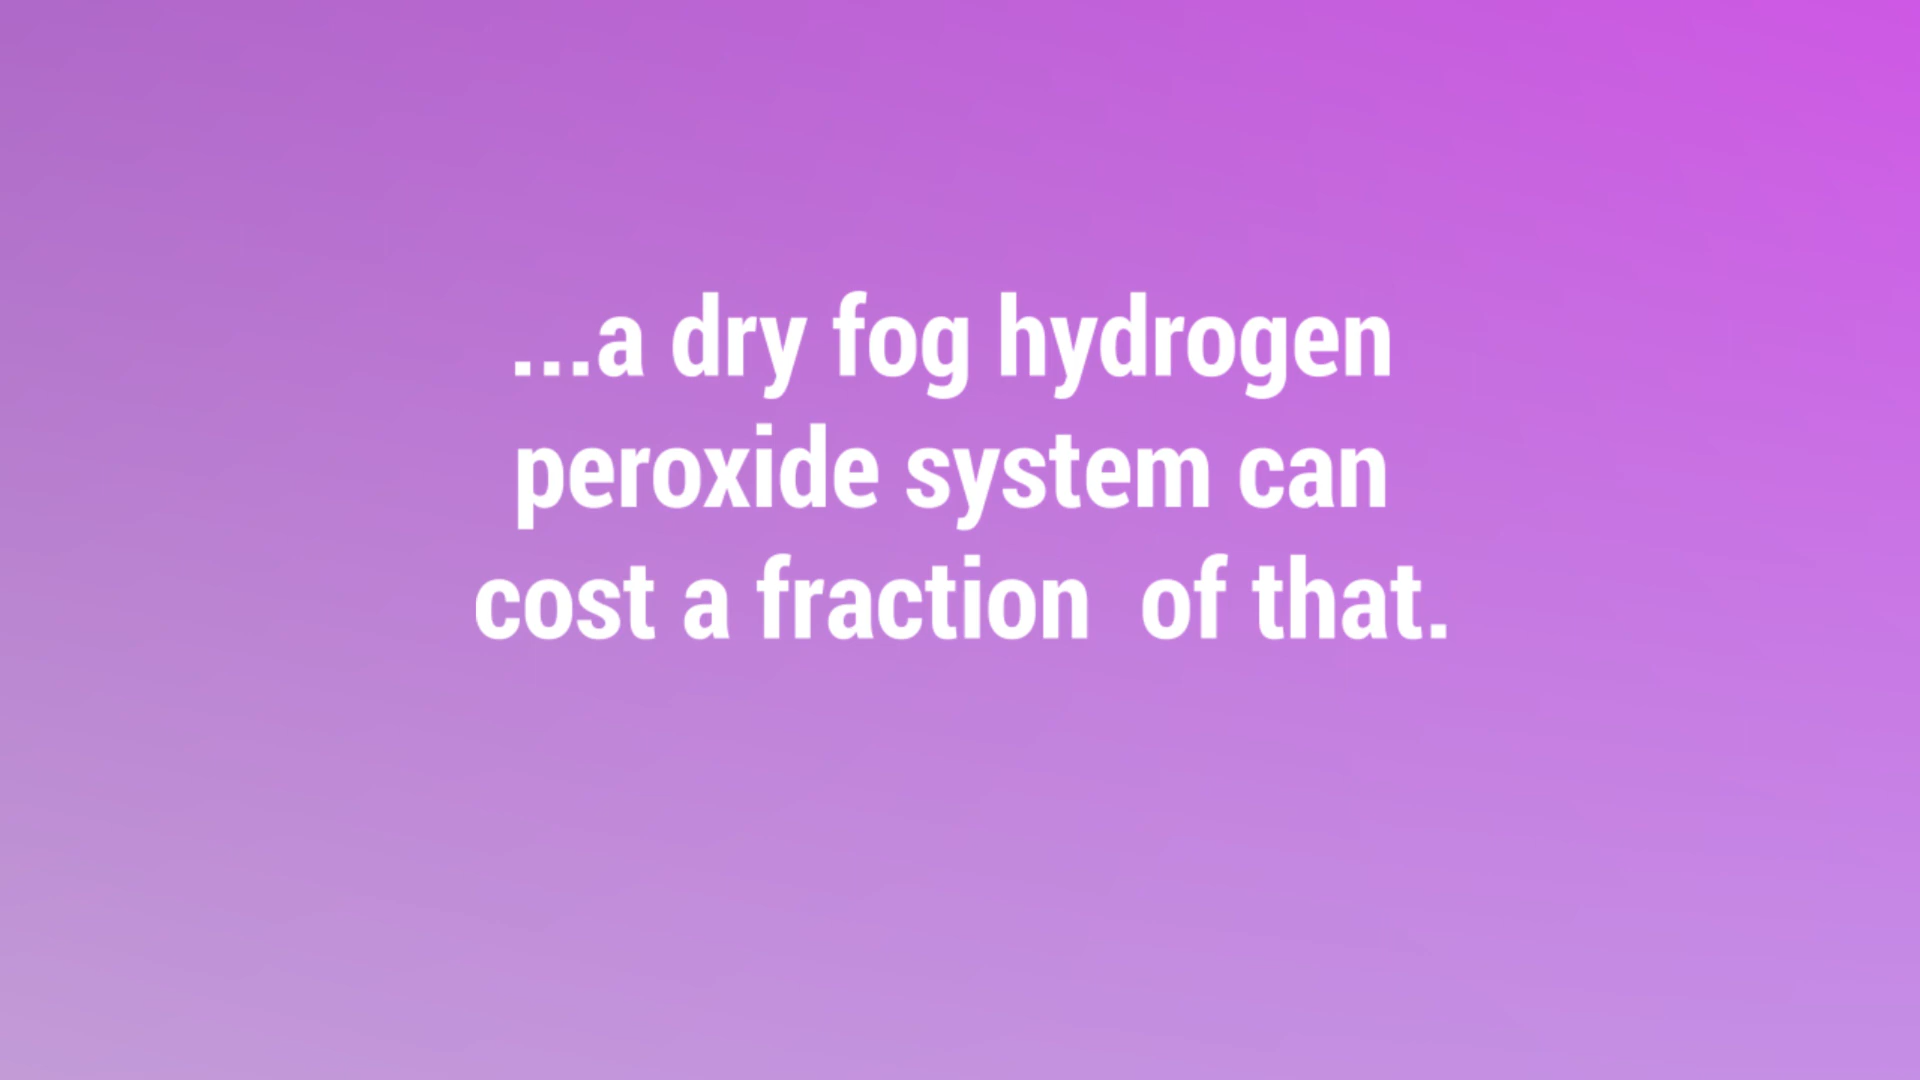 ...a dry fog hydrogen
peroxide system can
cost a fraction  of that.